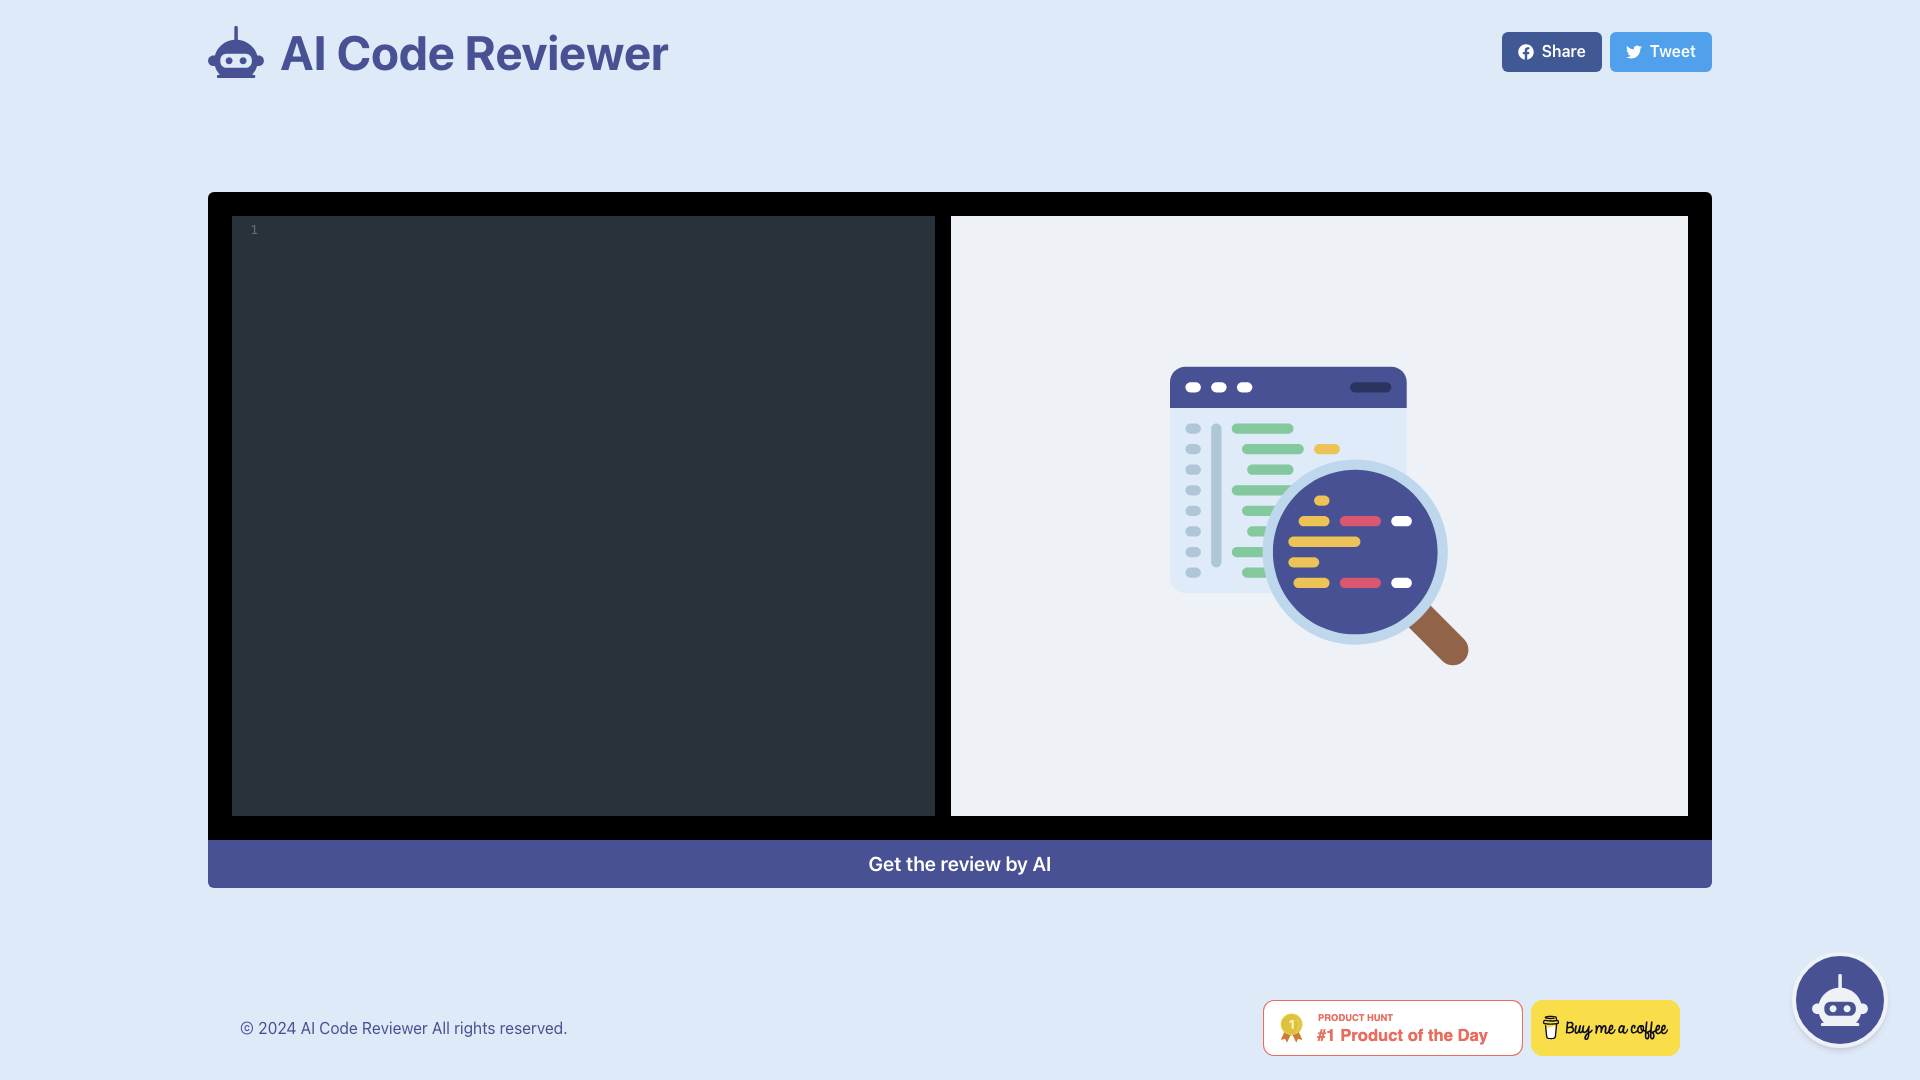 AI Code Reviewer
Share
Tweet
1
Get the review by AI
© 2024 AI Code Reviewer All rights reserved.
1
PRODUCT HUNT
#1 Product of the Day
Buy me a coffee